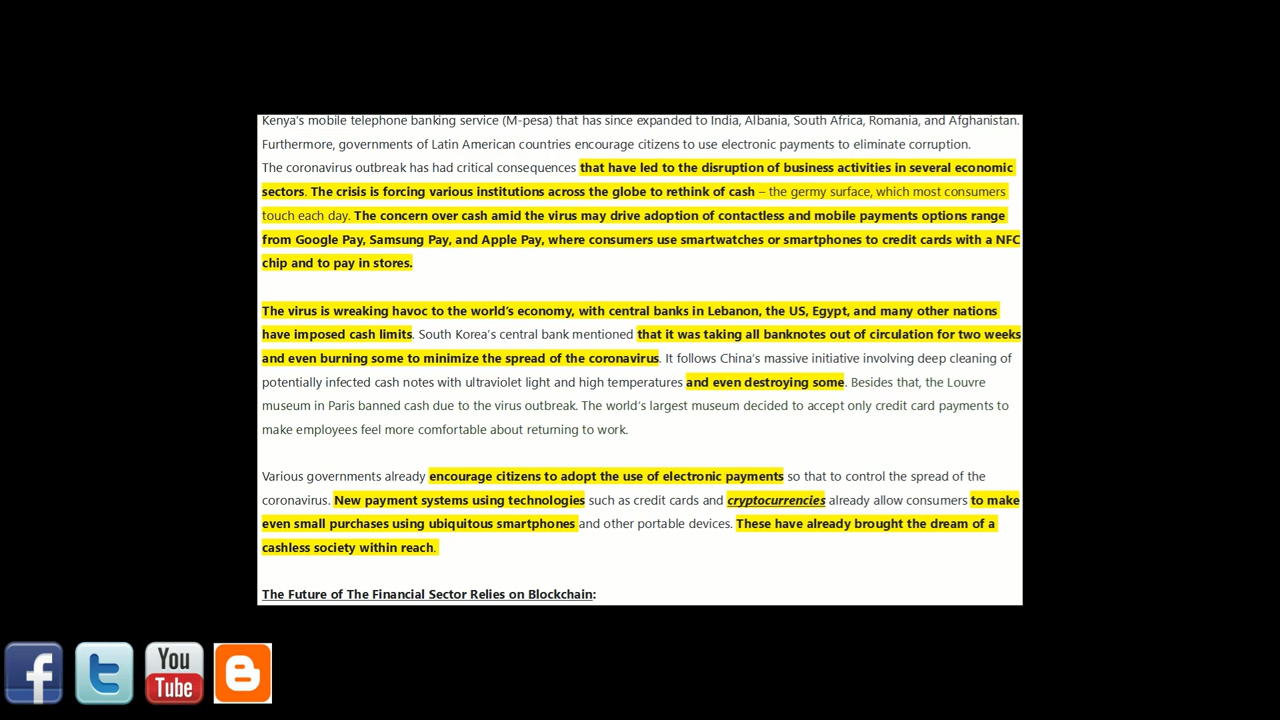 Kenya's mobile telephone banking service (M-pesa) that has since expanded to India, Albania, South Africa, Romania, and Afghanistan.
Furthermore, governments of Latin American countries encourage citizens to use electronic payments to eliminate corruption.
The coronavirus outbreak has had critical consequences that have led to the disruption of business activities in several economic
sectors. The crisis is forcing various institutions across the globe to rethink of cash – the germy surface, which most consumers
touch each day. The concern over cash amid the virus may drive adoption of contactless and mobile payments options range
from Google Pay, Samsung Pay, and Apple Pay, where consumers use smartwatches or smartphones to credit cards with a NFC
chip and to pay in stores.
The virus is wreaking havoc to the world's economy, with central banks in Lebanon, the US, Egypt, and many other nations
have imposed cash limits. South Korea's central bank mentioned that it was taking all banknotes out of circulation for two weeks
and even burning some to minimize the spread of the coronavirus. It follows China's massive initiative involving deep cleaning of
potentially infected cash notes with ultraviolet light and high temperatures and even destroying some. Besides that, the Louvre
museum in Paris banned cash due to the virus outbreak. The world's largest museum decided to accept only credit card payments to
make employees feel more comfortable about returning to work.
Various governments already encourage citizens to adopt the use of electronic payments so that to control the spread of the
coronavirus. New payment systems using technologies such as credit cards and cryptocurrencies already allow consumers to make
even small purchases using ubiquitous smartphones and other portable devices. These have already brought the dream of a
cashless society within reach.
The Future of The Financial Sector Relies on Blockchain:
f
t
You
Tube
B